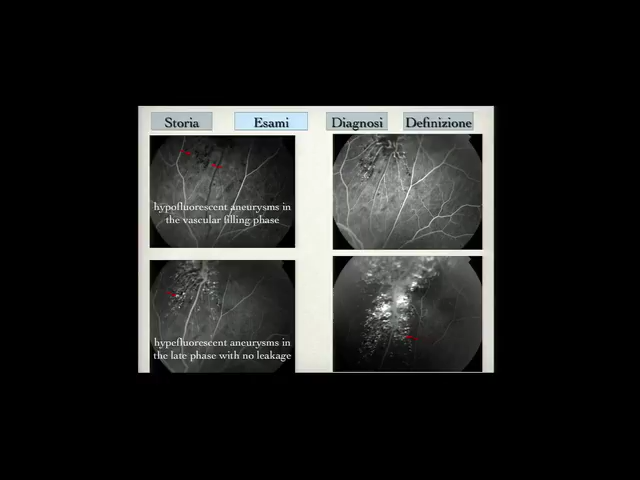 Storia
Esami
Diagnosi
Definizione
hypofluorescent aneurysms in
the vascular filling phase
hypefluorescent aneurysms in
the late phase with no leakage